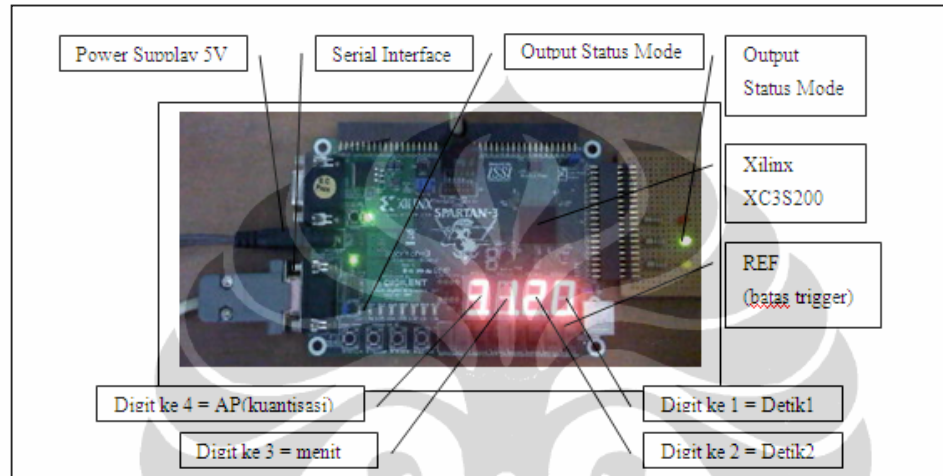 Power Supplay 5V
Serial Interface
Output Status Mode
Output
Status Mode
Xilinx
XC3S200
REF
(batas trigger)
XILINX
SPARTAN-3
DIGILENT
ISSI
Digit ke 4 = AP(kuantisasi)
Digit ke 3 = menit
Digit ke 1 = Detik1
Digit ke 2 = Detik2